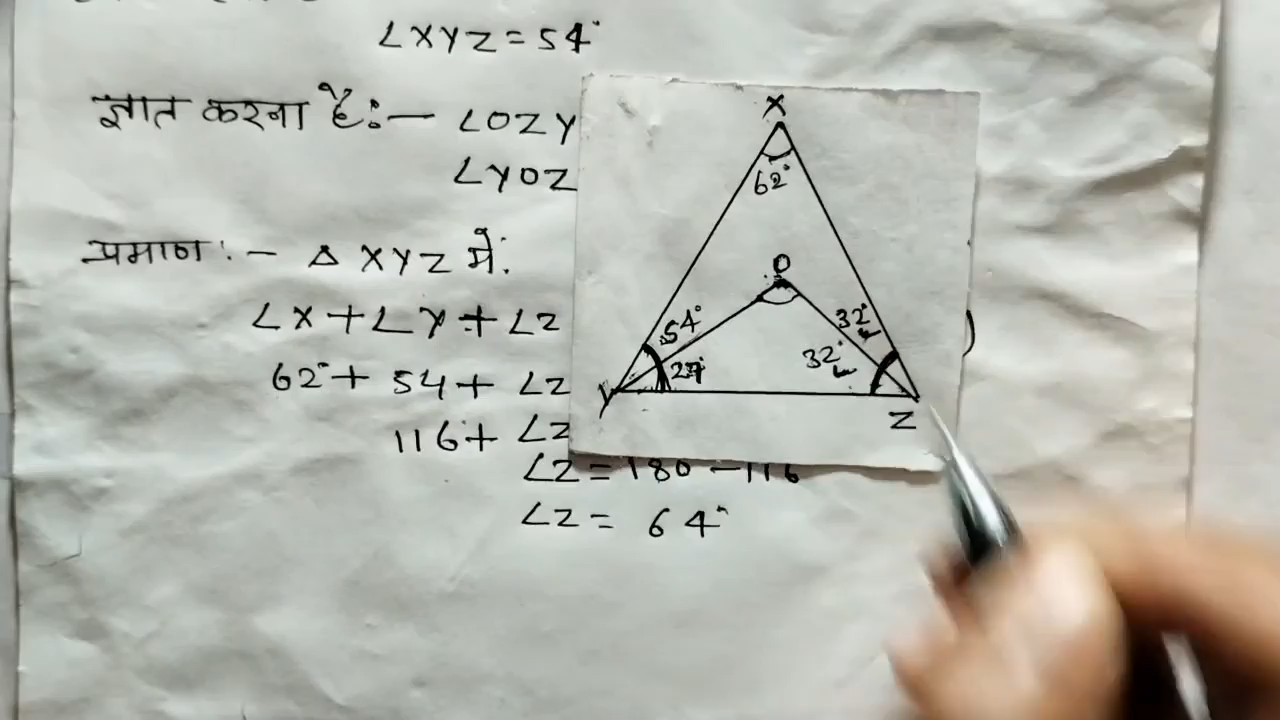 ∠XYZ = 54°
ज्ञात करना है:- ∠OZY
∠YOZ
प्रमाण :- △ XYZ में.
∠X + ∠Y + ∠Z
62° + 54 + ∠Z
116 + ∠Z
∠Z = 180 - 116
∠Z = 64°
X
62°
O
54°
32°
32°
27°
Y
Z